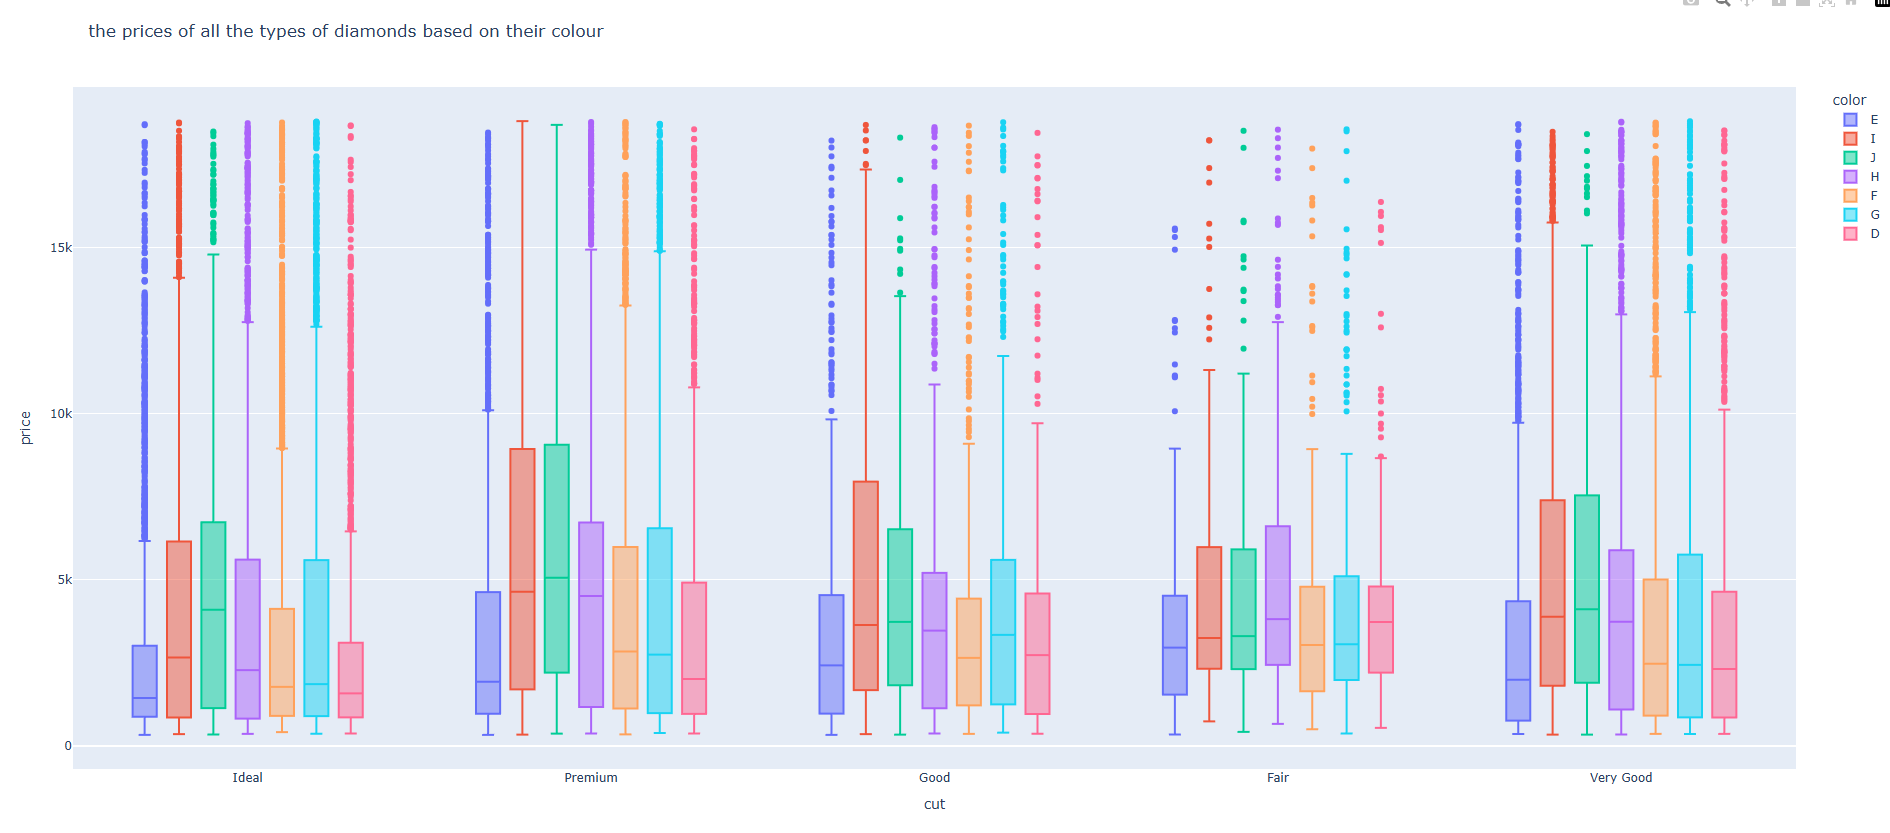 the prices of all the types of diamonds based on their colour
color
E
I
J
H
F
G
D
15k
10k
5k
0
price
Ideal
Premium
Good
Fair
Very Good
cut